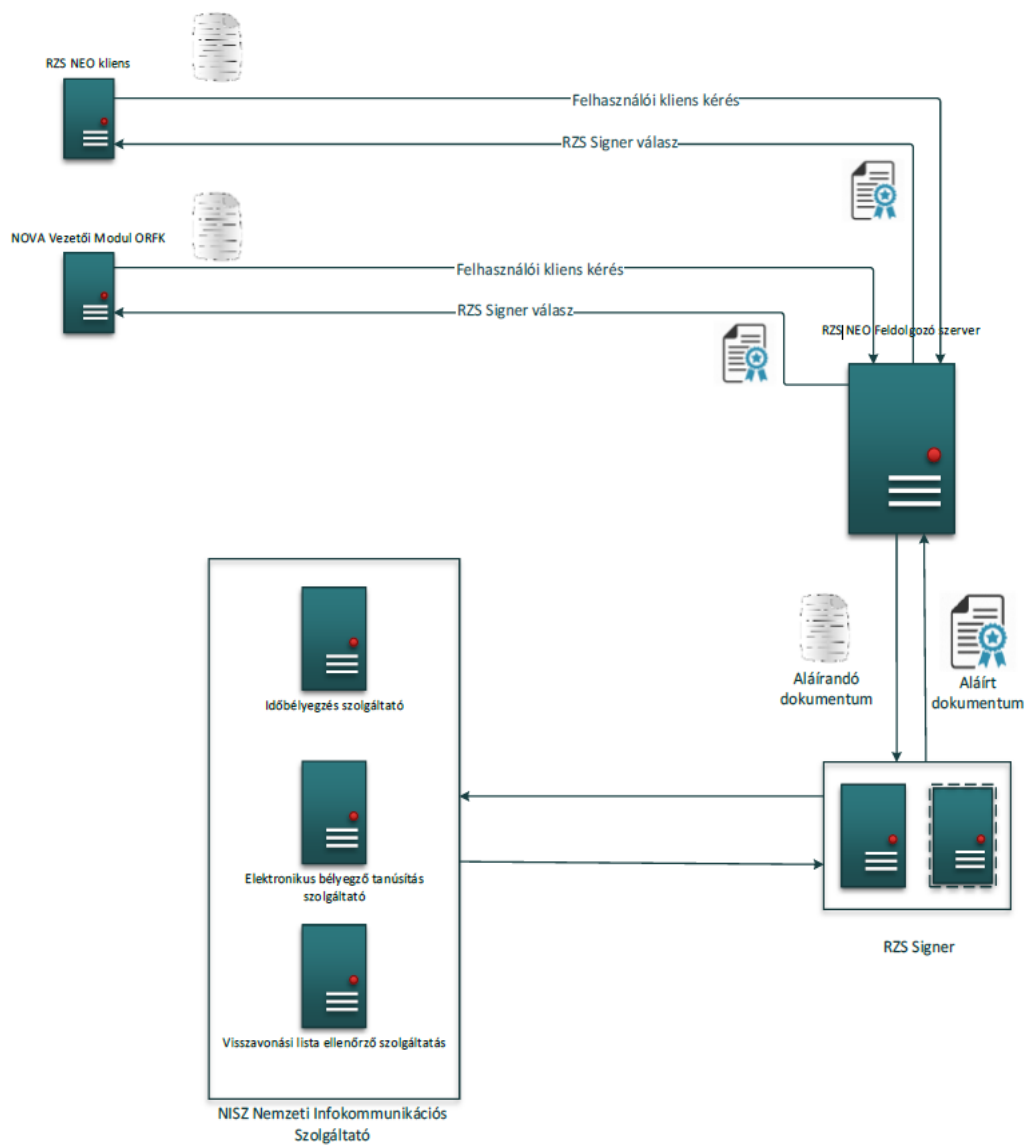 RZS NEO kliens
Felhasználói kliens kérés
RZS Signer válasz
NOVA Vezetői Modul ORFK
Felhasználói kliens kérés
RZS Signer válasz
RZS NEO Feldolgozó szerver
Aláírandó
dokumentum
Aláírt
dokumentum
Időbélyegzés szolgáltató
Elektronikus bélyegző tanúsítás
szolgáltató
Visszavonási lista ellenőrző szolgáltatás
RZS Signer
NISZ Nemzeti Infokommunikációs
Szolgáltató